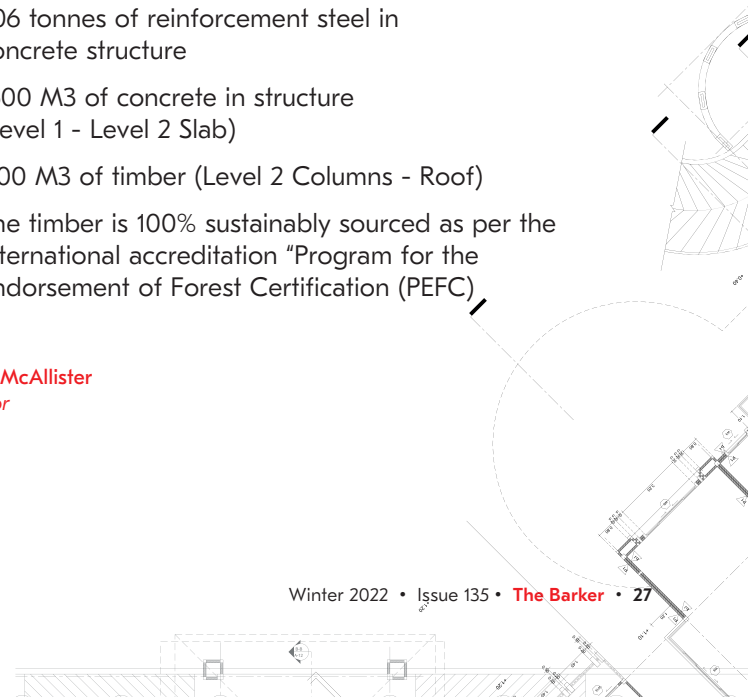 06 tonnes of reinforcement steel in
oncrete structure
00 M3 of concrete in structure
evel 1 - Level 2 Slab)
00 M3 of timber (Level 2 Columns - Roof)
he timber is 100% sustainably sourced as per the
ternational accreditation “Program for the
ndorsement of Forest Certification (PEFC)
McAllister
or
Winter 2022 • Issue 135 • The Barker • 27